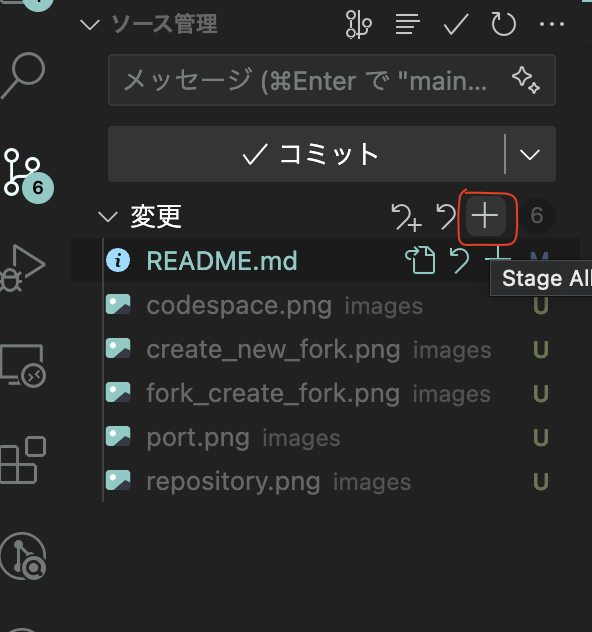 ソース管理
メッセージ (⌘Enter で "main...
6
コミット
変更 6
README.md M
Stage All
codespace.png images U
create_new_fork.png images U
fork_create_fork.png images U
port.png images U
repository.png images U